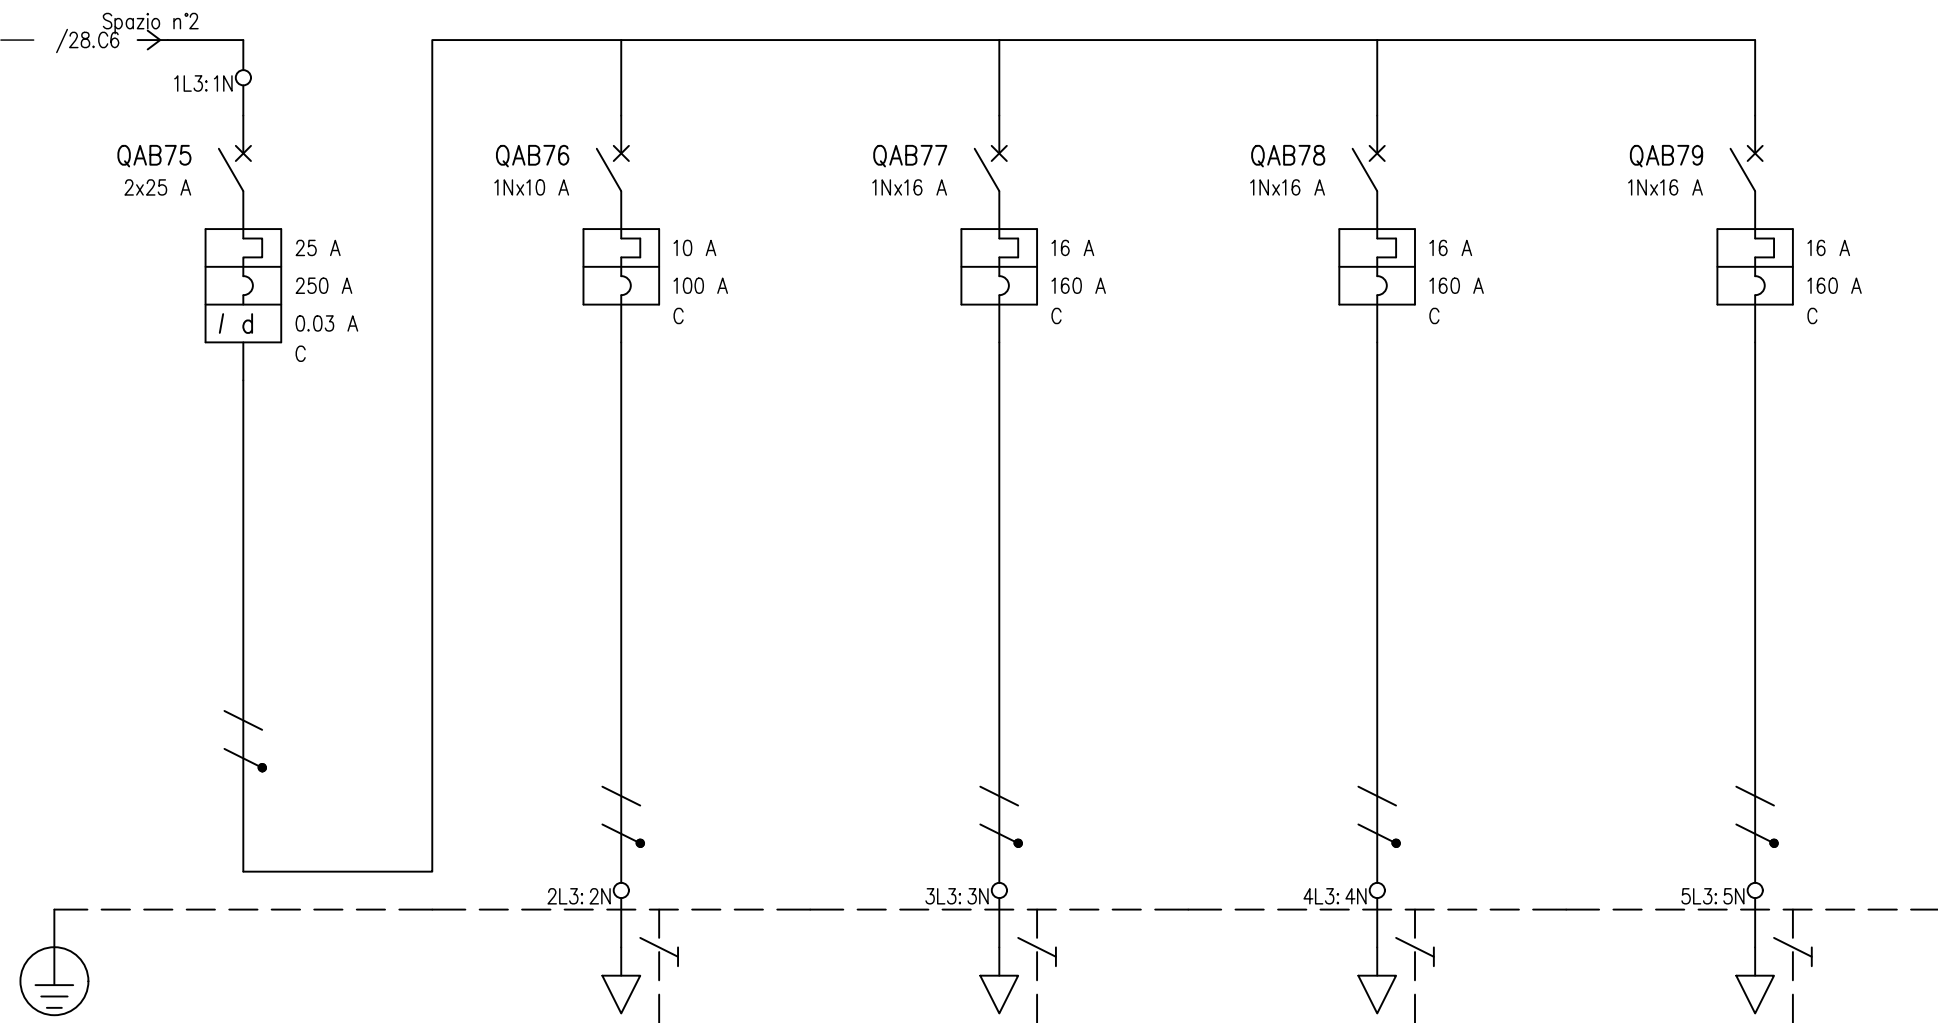 Spazio n°2
/28.C6
1L3:1N
QAB75
2x25 A
25 A
250 A
I d
0.03 A
C
QAB76
1Nx10 A
10 A
100 A
C
2L3:2N
QAB77
1Nx16 A
16 A
160 A
C
3L3:3N
QAB78
1Nx16 A
16 A
160 A
C
4L3:4N
QAB79
1Nx16 A
16 A
160 A
C
5L3:5N